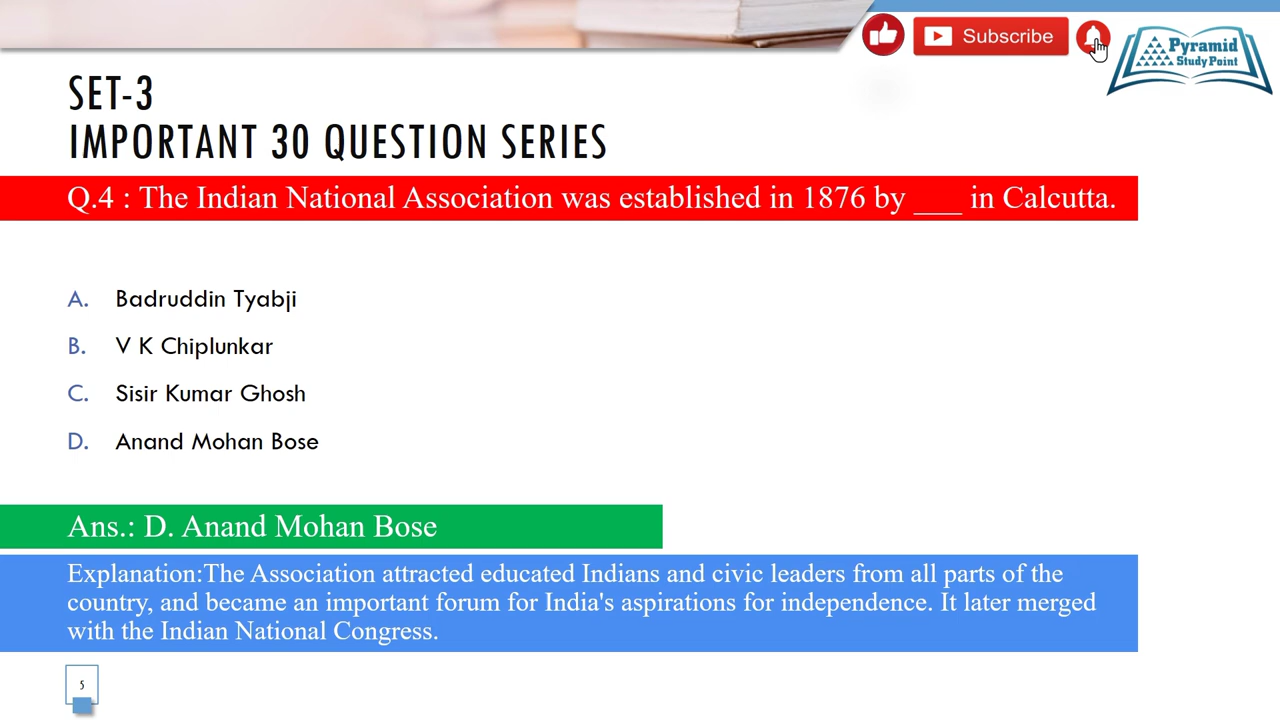 Subscribe
Pyramid
Study Point
SET-3
IMPORTANT 30 QUESTION SERIES
Q.4 : The Indian National Association was established in 1876 by ___ in Calcutta.
A. Badruddin Tyabji
B. V K Chiplunkar
C. Sisir Kumar Ghosh
D. Anand Mohan Bose
Ans.: D. Anand Mohan Bose
Explanation:The Association attracted educated Indians and civic leaders from all parts of the
country, and became an important forum for India's aspirations for independence. It later merged
with the Indian National Congress.
5